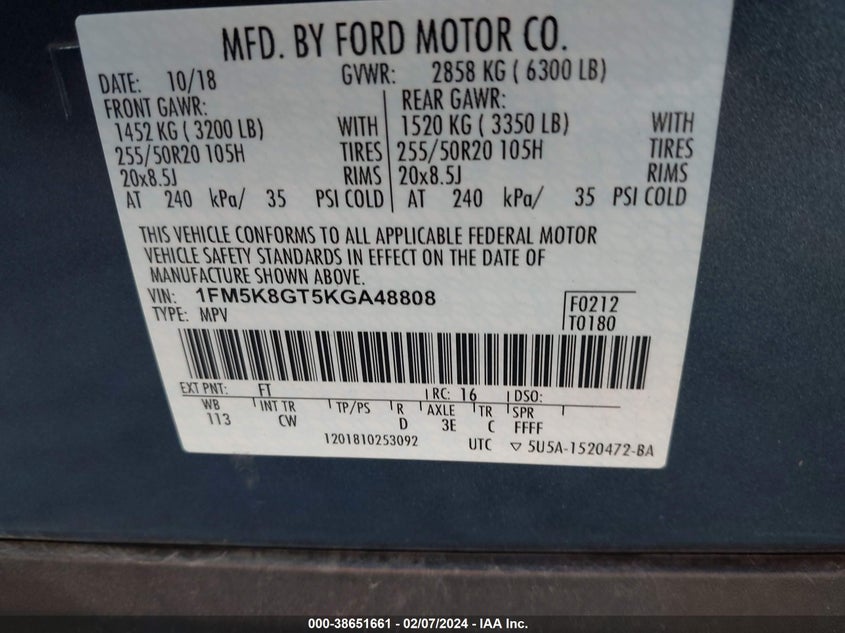 MFD. BY FORD MOTOR CO.
DATE: 10/18 GVWR: 2858 KG ( 6300 LB)
FRONT GAWR: REAR GAWR:
1452 KG ( 3200 LB) WITH 1520 KG ( 3350 LB) WITH
255/50R20 105H TIRES 255/50R20 105H TIRES
20x8.5J RIMS 20x8.5J RIMS
AT 240 kPa/ 35 PSI COLD AT 240 kPa/ 35 PSI COLD
THIS VEHICLE CONFORMS TO ALL APPLICABLE FEDERAL MOTOR
VEHICLE SAFETY STANDARDS IN EFFECT ON THE DATE OF
MANUFACTURE SHOWN ABOVE.
VIN: 1FM5K8GT5KGA48808 F0212
TYPE: MPV T0180
EXT PNT: FT RC: 16 DSO:
WB INT TR TP/PS R AXLE TR SPR
113 CW D 3E C FFFF
1201810253092 UTC ▽ 5U5A-1520472-BA
000-38651661 - 02/07/2024 - IAA Inc.